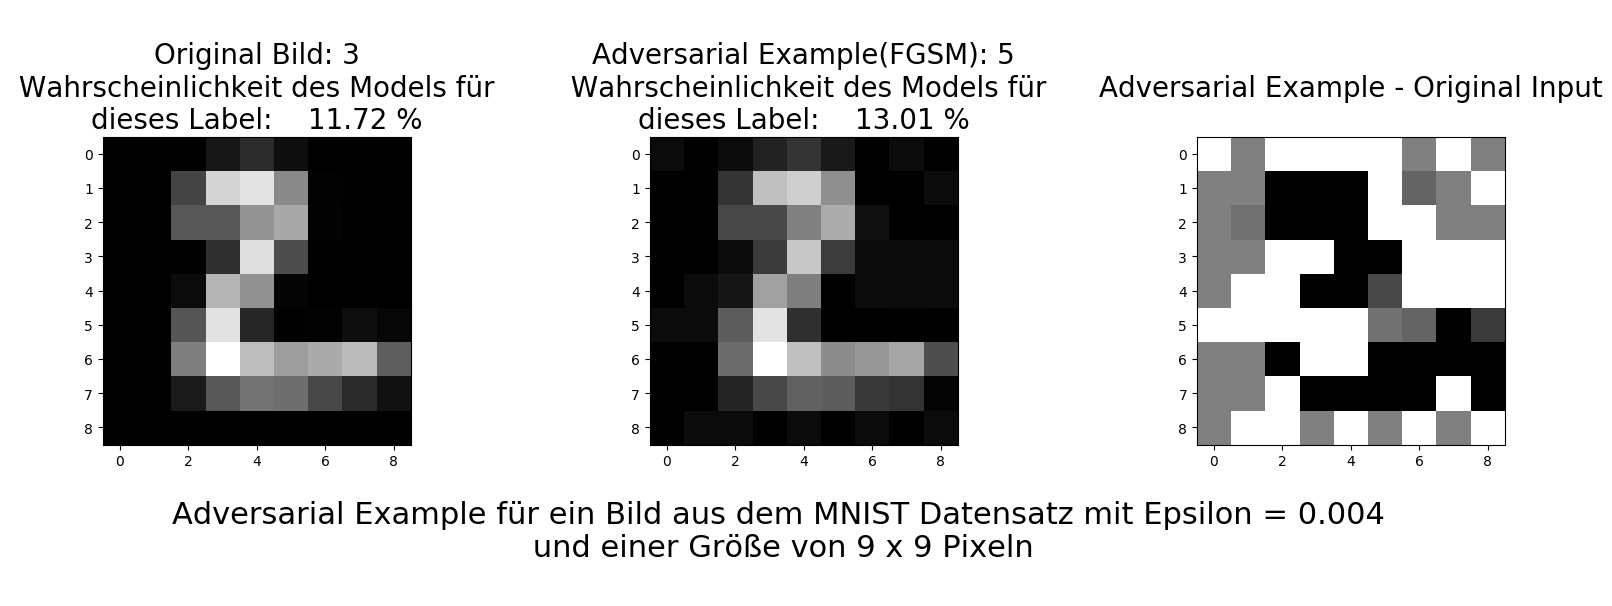 Original Bild: 3
Wahrscheinlichkeit des Models für
dieses Label: 11.72 %
0
1
2
3
4
5
6
7
8
0 2 4 6 8
Adversarial Example(FGSM): 5
Wahrscheinlichkeit des Models für
dieses Label: 13.01 %
0
1
2
3
4
5
6
7
8
0 2 4 6 8
Adversarial Example - Original Input
0
1
2
3
4
5
6
7
8
0 2 4 6 8
Adversarial Example für ein Bild aus dem MNIST Datensatz mit Epsilon = 0.004
und einer Größe von 9 x 9 Pixeln